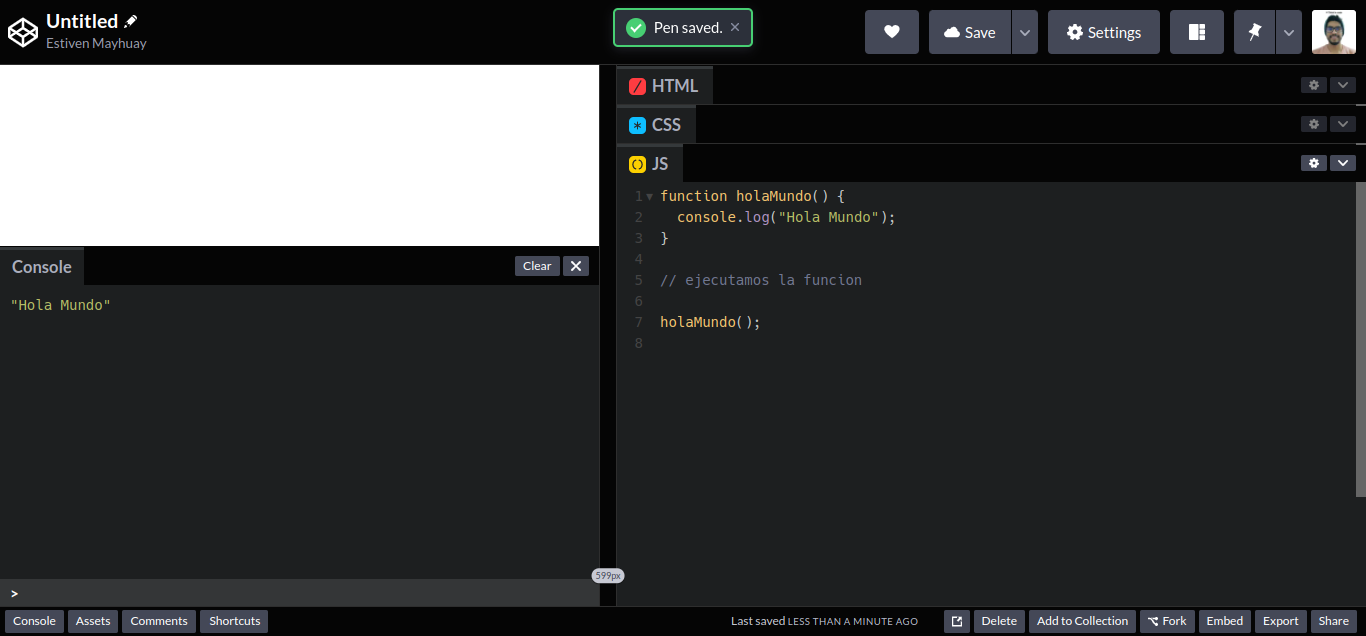 Untitled
Estiven Mayhuay
Pen saved. ×
Save
Settings
HTML
CSS
JS
1 function holaMundo() {
2 console.log("Hola Mundo");
3 }
4
5 // ejecutamos la funcion
6
7 holaMundo();
8
Console
Clear
"Hola Mundo"
599px
>
Console Assets Comments Shortcuts
Last saved LESS THAN A MINUTE AGO
Delete Add to Collection Fork Embed Export Share